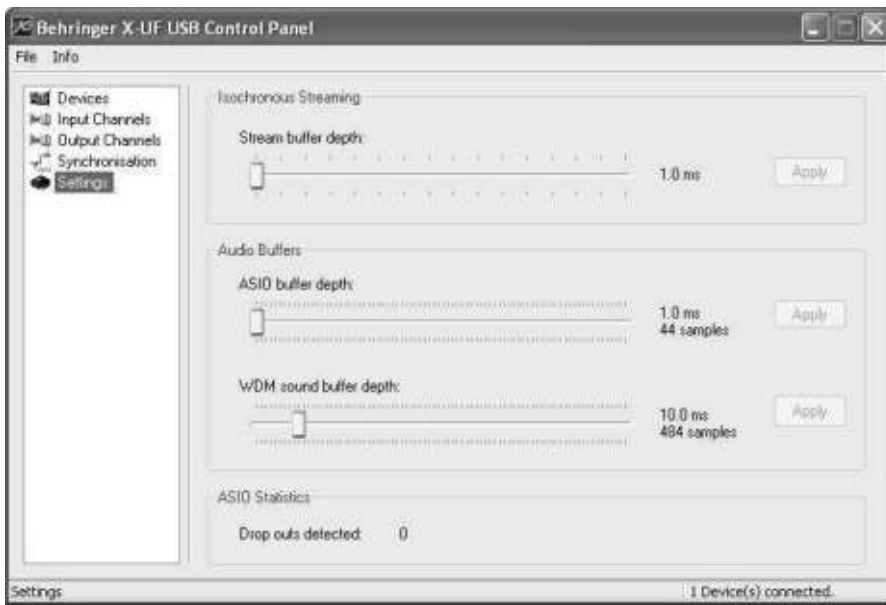 Behringer X-UF USB Control Panel
File Info
Devices
Input Channels
Output Channels
Synchronisation
Settings
Isochronous Streaming
Stream buffer depth:
1.0 ms
Apply
Audio Buffers
ASIO buffer depth:
1.0 ms
44 samples
Apply
WDM sound buffer depth:
10.0 ms
484 samples
Apply
ASIO Statistics
Drop outs detected: 0
Settings
1 Device(s) connected.